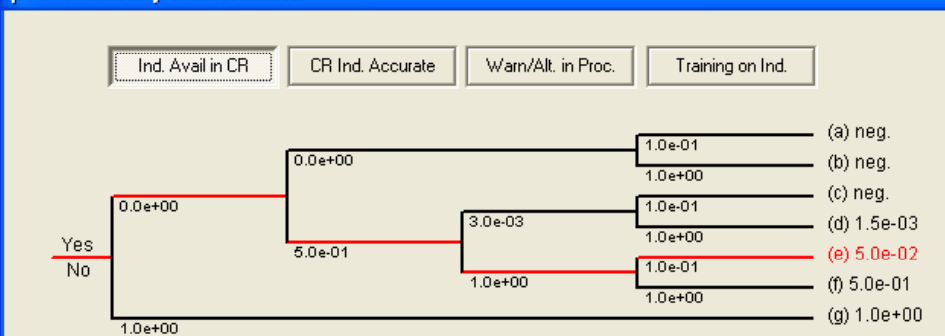 Ind. Avail in CR
CR Ind. Accurate
Warn/Alt. in Proc.
Training on Ind.
(a) neg.
1.0e-01
0.0e+00
(b) neg.
1.0e+00
(c) neg.
0.0e+00
1.0e-01
3.0e-03
(d) 1.5e-03
1.0e+00
Yes
5.0e-01
(e) 5.0e-02
No
1.0e-01
1.0e+00
(f) 5.0e-01
1.0e+00
(g) 1.0e+00
1.0e+00